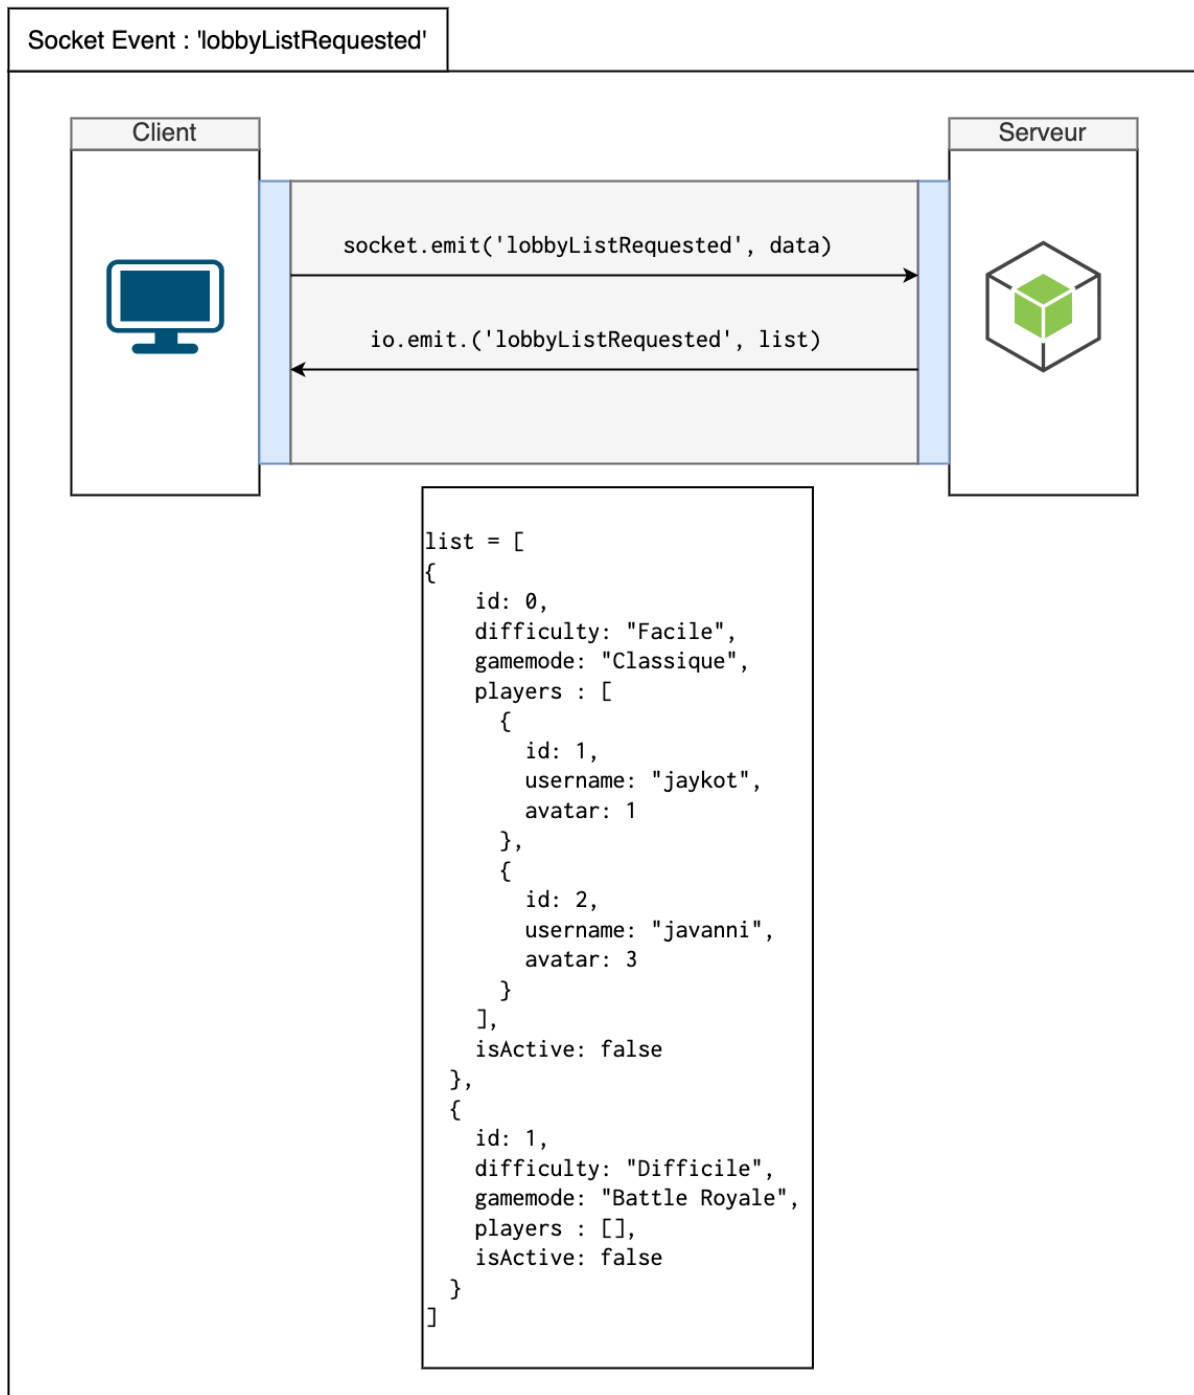 Socket Event : 'lobbyListRequested'
Client
Serveur
socket.emit('lobbyListRequested', data)
io.emit.('lobbyListRequested', list)
list = [
{
    id: 0,
    difficulty: "Facile",
    gamemode: "Classique",
    players : [
      {
        id: 1,
        username: "jaykot",
        avatar: 1
      },
      {
        id: 2,
        username: "javanni",
        avatar: 3
      }
    ],
    isActive: false
  },
  {
    id: 1,
    difficulty: "Difficile",
    gamemode: "Battle Royale",
    players : [],
    isActive: false
  }
]